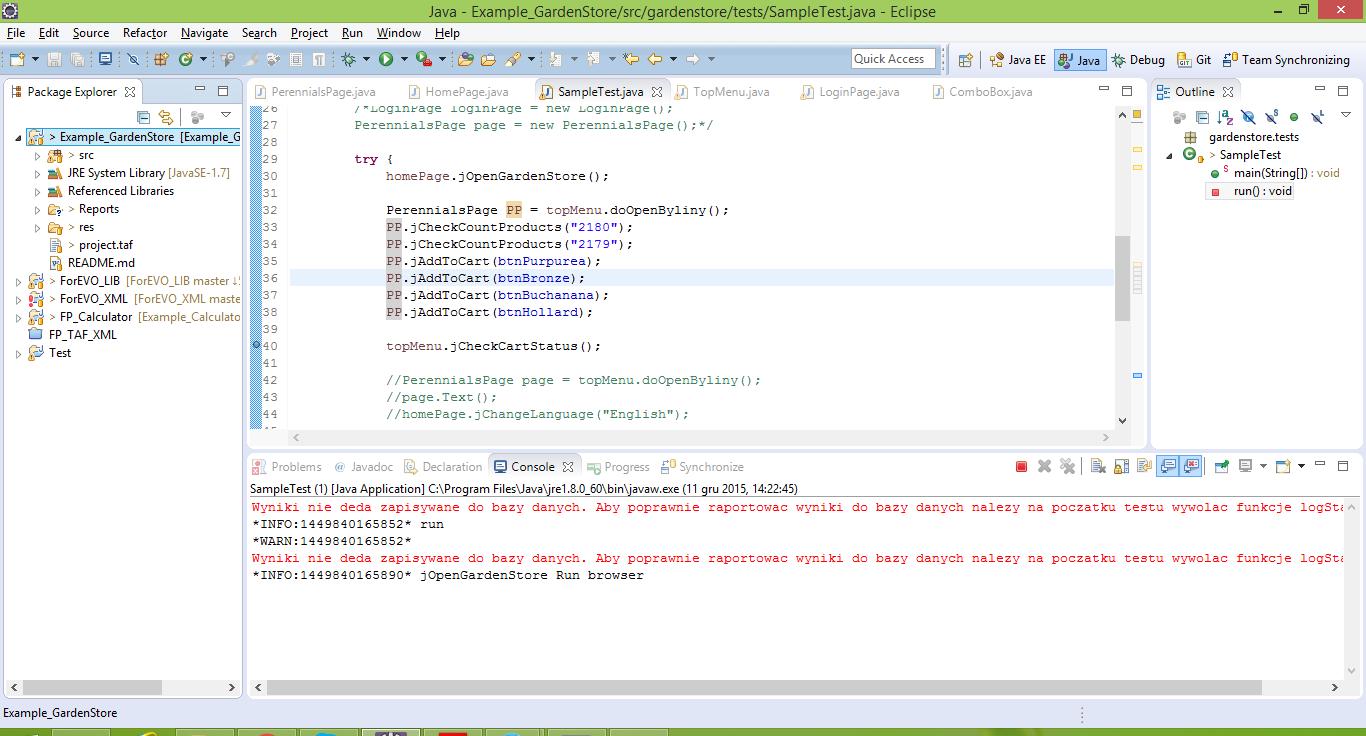 Java - Example_GardenStore/src/gardenstore/tests/SampleTest.java - Eclipse
File Edit Source Refactor Navigate Search Project Run Window Help
Quick Access Java EE Java Debug Git Team Synchronizing
Package Explorer
> Example_GardenStore [Example_G
> src
JRE System Library [JavaSE-1.7]
Referenced Libraries
> Reports
> res
> project.taf
README.md
> ForEVO_LIB [ForEVO_LIB master
> ForEVO_XML [ForEVO_XML maste
> FP_Calculator [Example_Calculato
FP_TAF_XML
Test
PerennialsPage.java HomePage.java SampleTest.java TopMenu.java LoginPage.java ComboBox.java
26 /*LoginPage loginPage = new LoginPage();
27 PerennialsPage page = new PerennialsPage();*/
28
29 try {
30 homePage.jOpenGardenStore();
31
32 PerennialsPage PP = topMenu.doOpenByliny();
33 PP.jCheckCountProducts("2180");
34 PP.jCheckCountProducts("2179");
35 PP.jAddToCart(btnPurpurea);
36 PP.jAddToCart(btnBronze);
37 PP.jAddToCart(btnBuchanana);
38 PP.jAddToCart(btnHollard);
39
40 topMenu.jCheckCartStatus();
41
42 //PerennialsPage page = topMenu.doOpenByliny();
43 //page.Text();
44 //homePage.jChangeLanguage("English");
Outline
gardenstore.tests
> SampleTest
main(String[]) : void
run() : void
Problems @ Javadoc Declaration Console Progress Synchronize
SampleTest (1) [Java Application] C:\Program Files\Java\jre1.8.0_60\bin\javaw.exe (11 gru 2015, 14:22:45)
Wyniki nie deda zapisywane do bazy danych. Aby poprawnie raportowac wyniki do bazy danych nalezy na poczatku testu wywolac funkcje logSta
*INFO:1449840165852* run
*WARN:1449840165852*
Wyniki nie deda zapisywane do bazy danych. Aby poprawnie raportowac wyniki do bazy danych nalezy na poczatku testu wywolac funkcje logSta
*INFO:1449840165890* jOpenGardenStore Run browser
Example_GardenStore